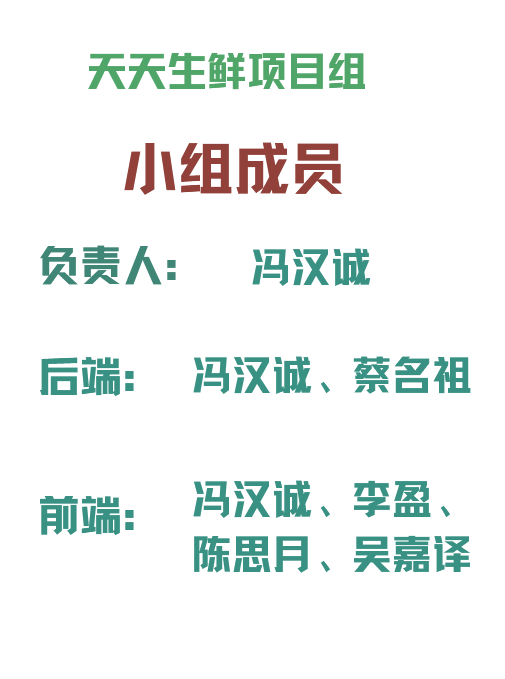 天天生鲜项目组
小组成员
负责人: 冯汉诚
后端: 冯汉诚、蔡名祖
前端: 冯汉诚、李盈、
陈思月、吴嘉译